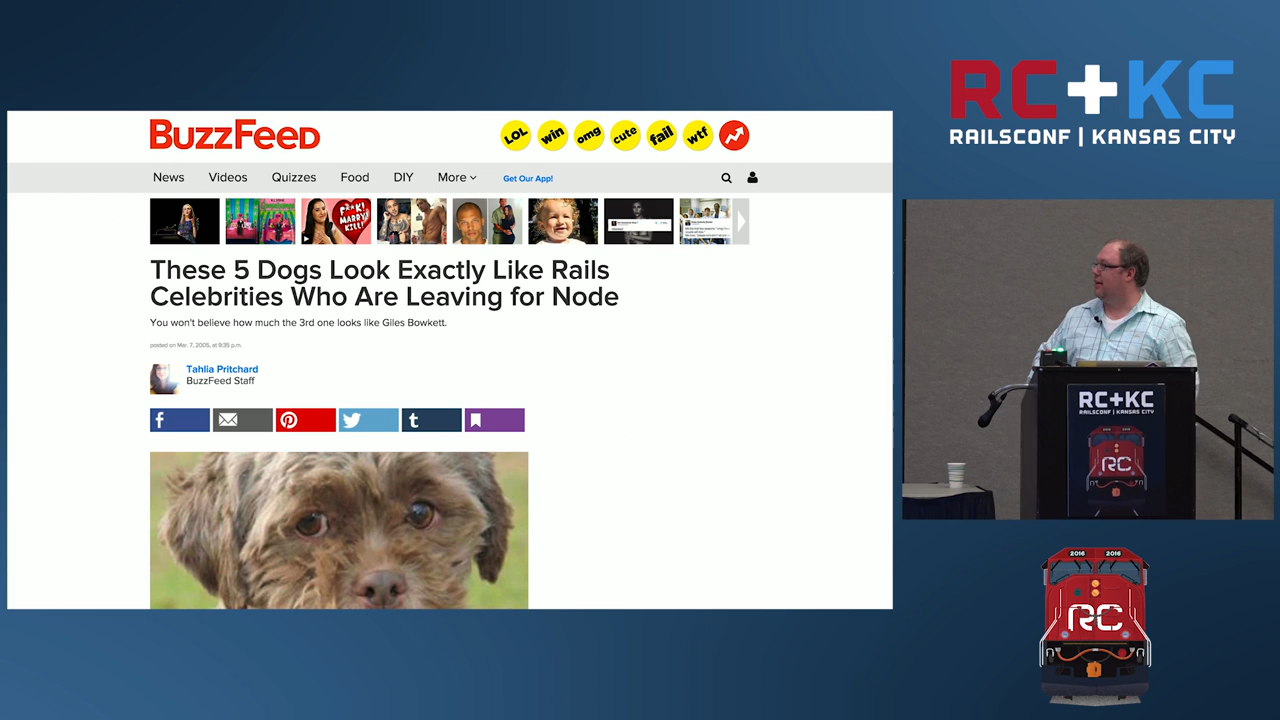 BuzzFeed
LOL win omg cute fail wtf
News Videos Quizzes Food DIY More Get Our App!
F**K! MARRY KILL!
These 5 Dogs Look Exactly Like Rails
Celebrities Who Are Leaving for Node
You won't believe how much the 3rd one looks like Giles Bowkett.
posted on Mar. 7, 2005, at 9:35 p.m.
Tahlia Pritchard
BuzzFeed Staff
RC+KC
RAILSCONF | KANSAS CITY
RC+KC
RAILSCONF | KANSAS CITY
RC
2016 2016
RC